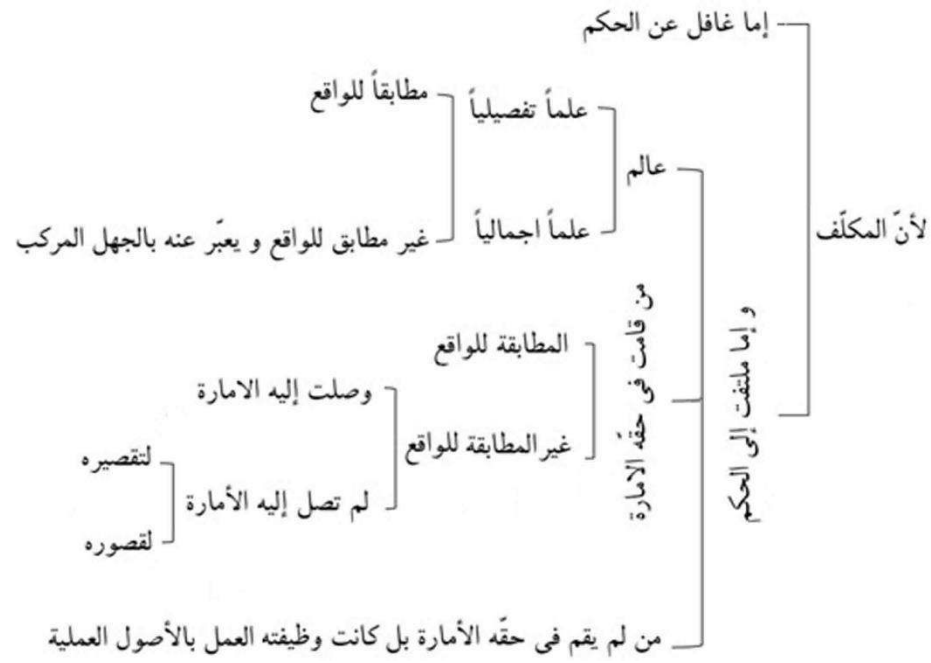 لأنّ المكلّف
إما غافل عن الحكم
و إما ملتفت إلى الحكم
عالم
علماً تفصيلياً
علماً اجمالياً
مطابقاً للواقع
غير مطابق للواقع و يعبّر عنه بالجهل المركب
من قامت فى حقّه الامارة
المطابقة للواقع
غير المطابقة للواقع
وصلت إليه الامارة
لم تصل إليه الأمارة
لتقصيره
لقصوره
من لم يقم فى حقّه الأمارة بل كانت وظيفته العمل بالأصول العملية